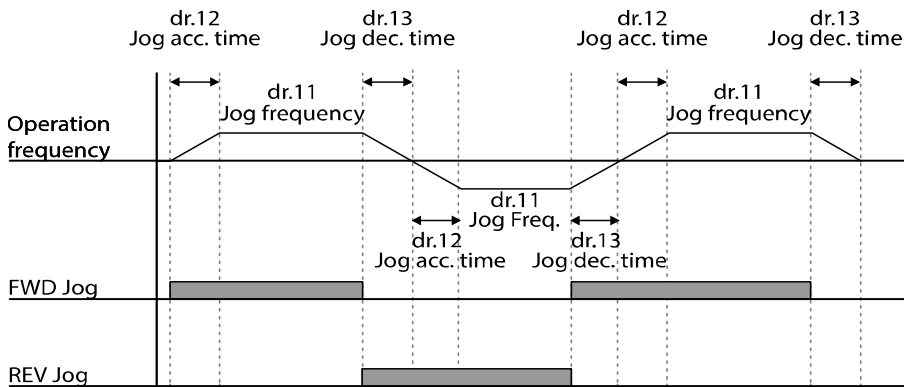 dr.12
Jog acc. time
dr.13
Jog dec. time
dr.12
Jog acc. time
dr.13
Jog dec. time
dr.11
Jog frequency
dr.11
Jog frequency
Operation
frequency
dr.11
Jog Freq.
dr.12
Jog acc. time
dr.13
Jog dec. time
FWD Jog
REV Jog